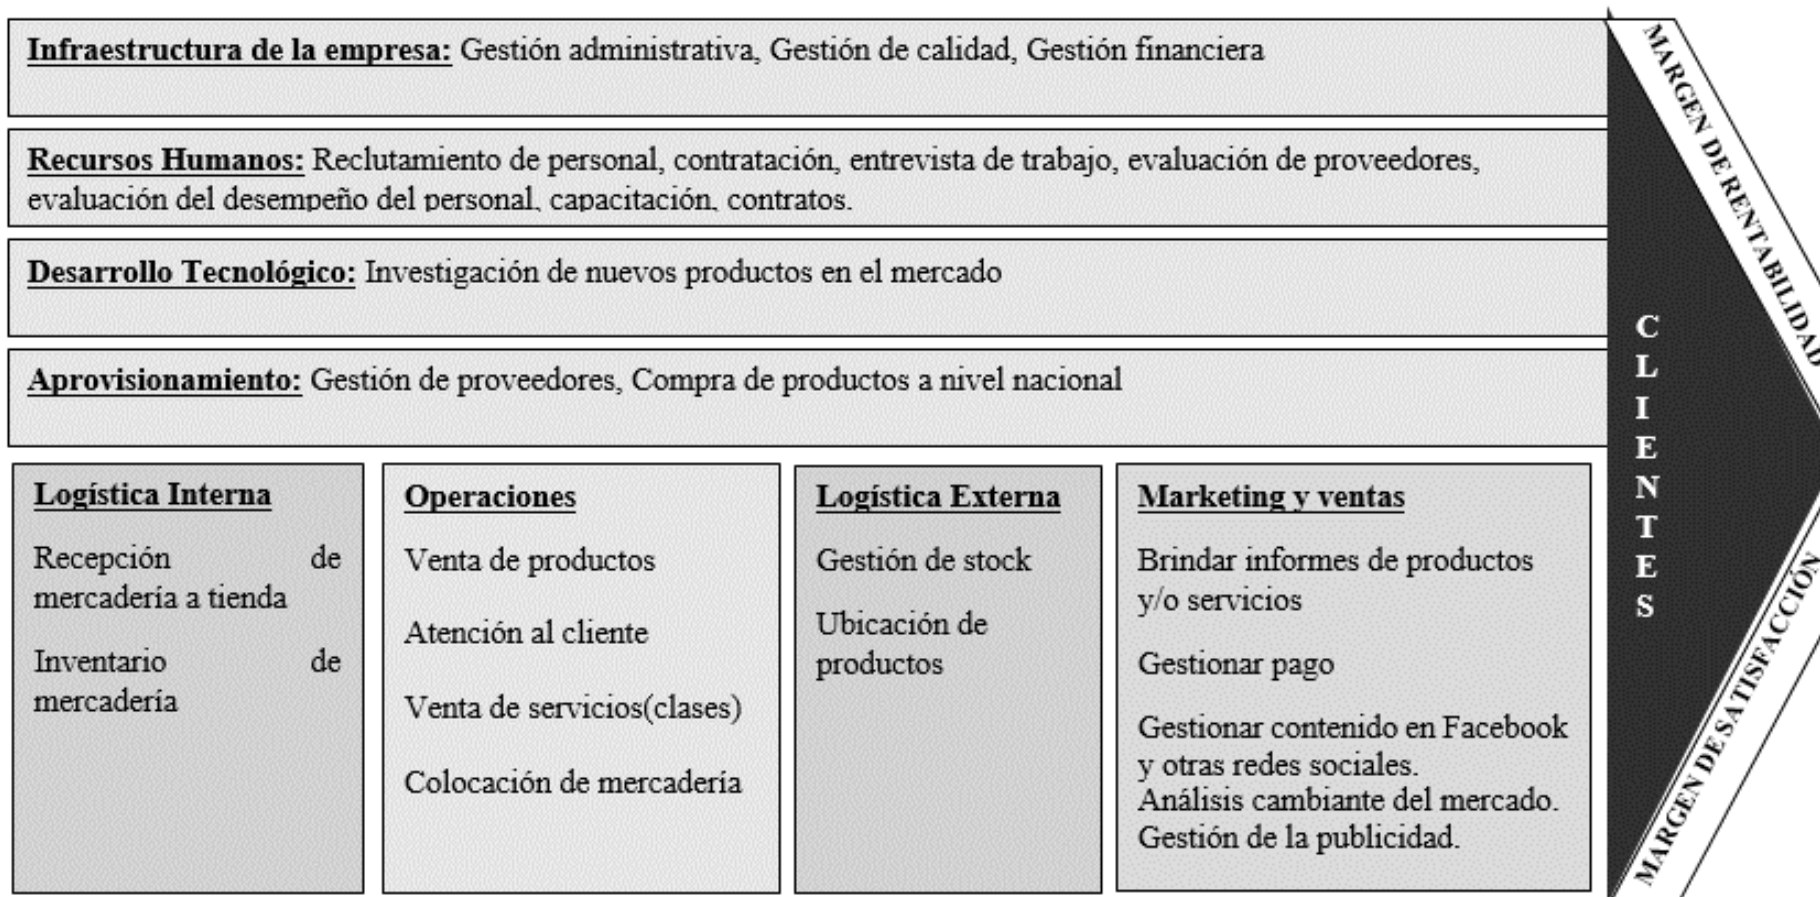 Infraestructura de la empresa: Gestión administrativa, Gestión de calidad, Gestión financiera
Recursos Humanos: Reclutamiento de personal, contratación, entrevista de trabajo, evaluación de proveedores,
evaluación del desempeño del personal, capacitación, contratos.
Desarrollo Tecnológico: Investigación de nuevos productos en el mercado
Aprovisionamiento: Gestión de proveedores, Compra de productos a nivel nacional
Logística Interna
Recepción de
mercadería a tienda
Inventario de
mercadería
Operaciones
Venta de productos
Atención al cliente
Venta de servicios(clases)
Colocación de mercadería
Logística Externa
Gestión de stock
Ubicación de
productos
Marketing y ventas
Brindar informes de productos
y/o servicios
Gestionar pago
Gestionar contenido en Facebook
y otras redes sociales.
Análisis cambiante del mercado.
Gestión de la publicidad.
CLIENTES
MARGEN DE RENTABILIDAD
MARGEN DE SATISFACCIÓN